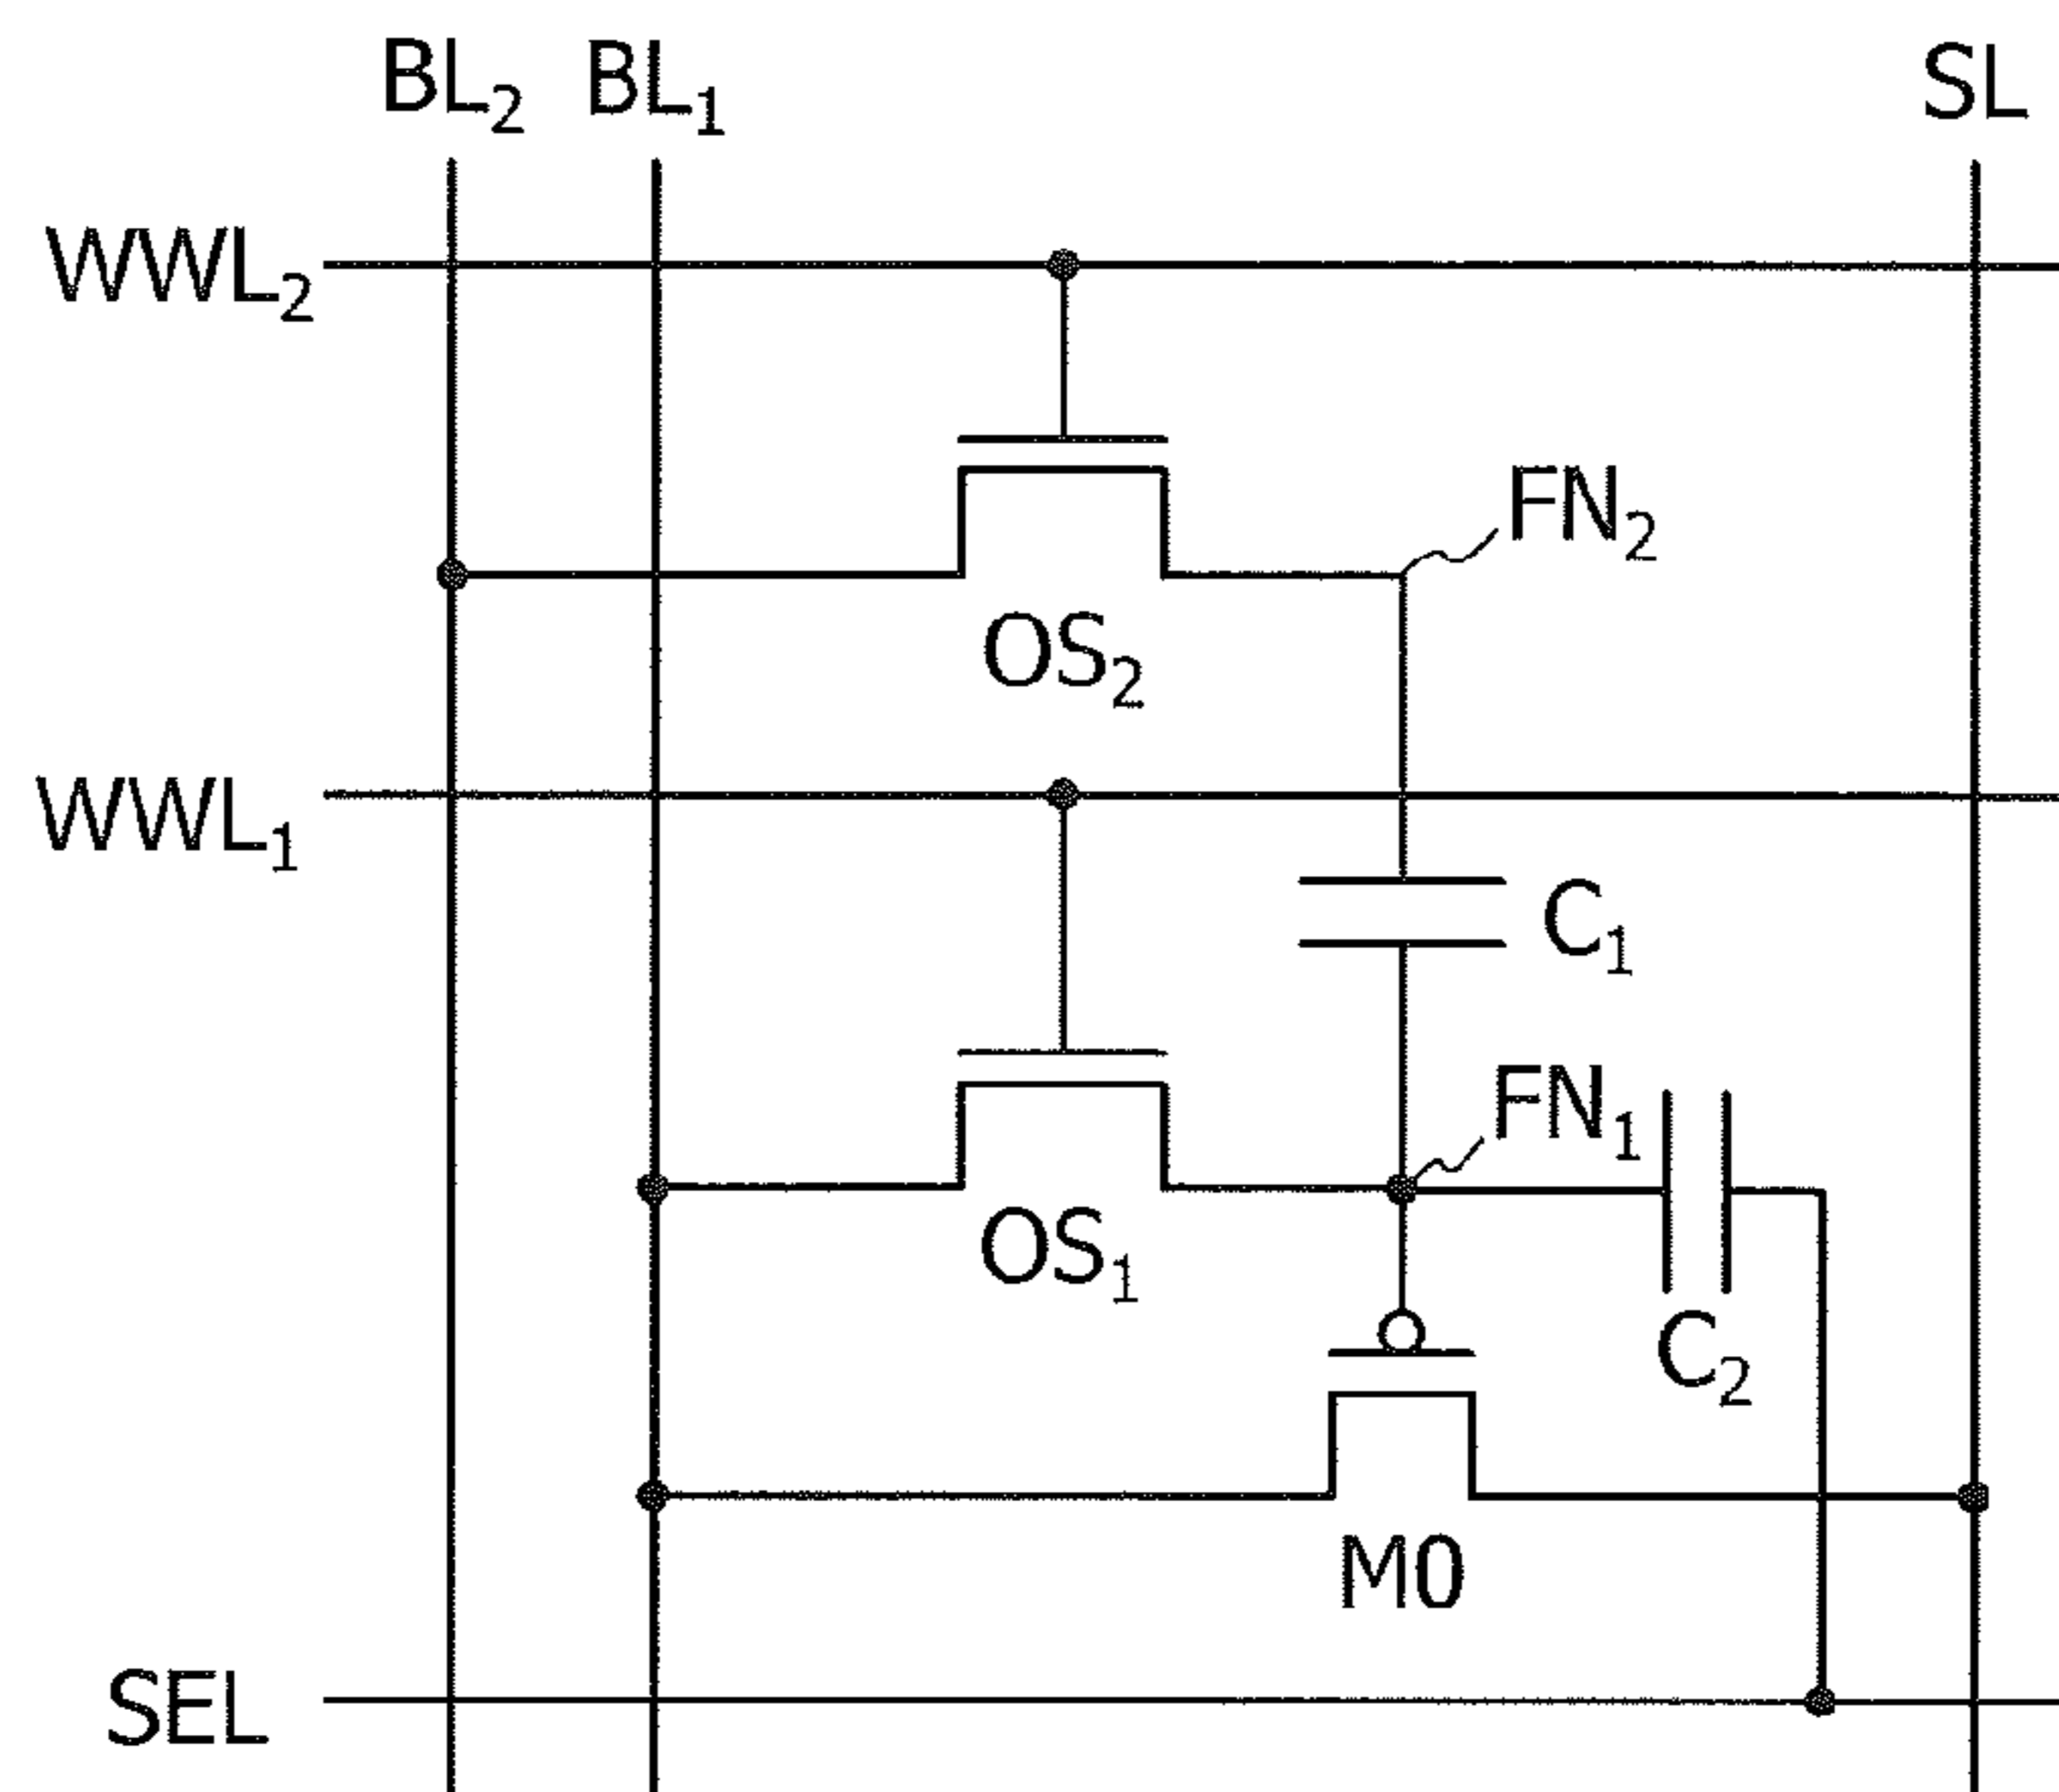 BL₂ BL₁ SL
WWL₂
FN₂
OS₂
WWL₁
C₁
FN₁
OS₁
C₂
M0
SEL